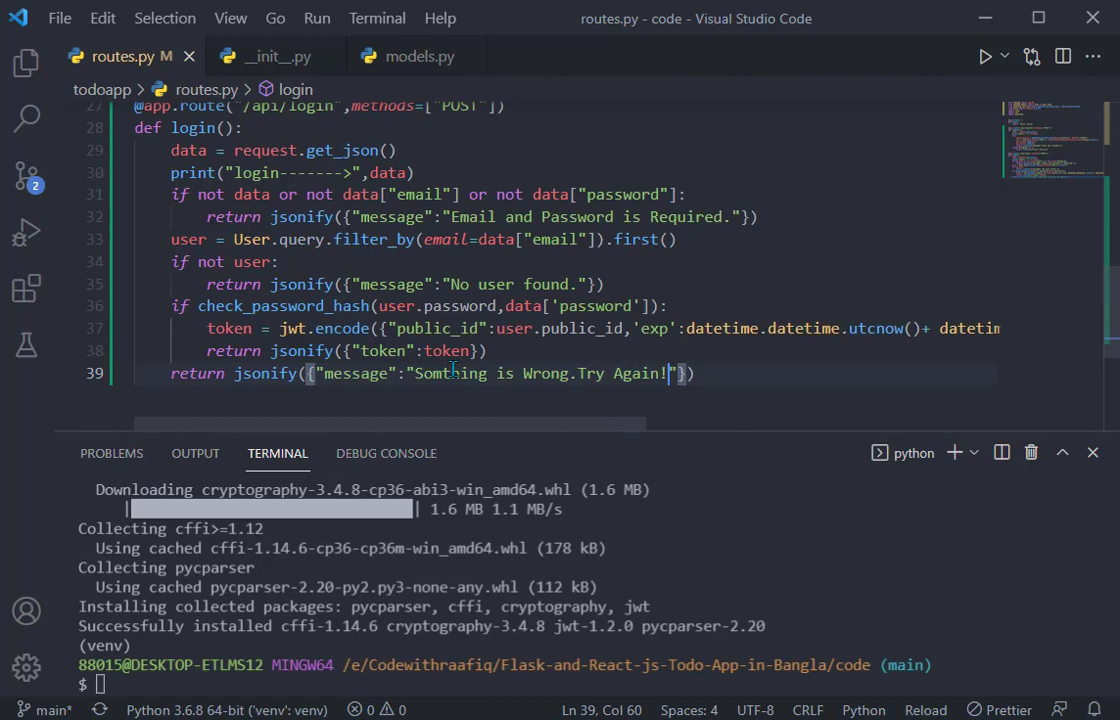 File Edit Selection View Go Run Terminal Help routes.py - code - Visual Studio Code
routes.py M __init__.py models.py
todoapp > routes.py > login
27 @app.route("/api/login",methods=["POST"])
28 def login():
29 data = request.get_json()
30 print("login------->",data)
31 if not data or not data["email"] or not data["password"]:
32 return jsonify({"message":"Email and Password is Required."})
33 user = User.query.filter_by(email=data["email"]).first()
34 if not user:
35 return jsonify({"message":"No user found."})
36 if check_password_hash(user.password,data['password']):
37 token = jwt.encode({"public_id":user.public_id,'exp':datetime.datetime.utcnow()+ datetim
38 return jsonify({"token":token})
39 return jsonify({"message":"Somthing is Wrong.Try Again!"})
PROBLEMS OUTPUT TERMINAL DEBUG CONSOLE python
Downloading cryptography-3.4.8-cp36-abi3-win_amd64.whl (1.6 MB)
| | 1.6 MB 1.1 MB/s
Collecting cffi>=1.12
Using cached cffi-1.14.6-cp36-cp36m-win_amd64.whl (178 kB)
Collecting pycparser
Using cached pycparser-2.20-py2.py3-none-any.whl (112 kB)
Installing collected packages: pycparser, cffi, cryptography, jwt
Successfully installed cffi-1.14.6 cryptography-3.4.8 jwt-1.2.0 pycparser-2.20
(venv)
88015@DESKTOP-ETLMS12 MINGW64 /e/Codewithraafiq/Flask-and-React-js-Todo-App-in-Bangla/code (main)
$
2
main* Python 3.6.8 64-bit ('venv': venv) 0 0 Ln 39, Col 60 Spaces: 4 UTF-8 CRLF Python Reload Prettier